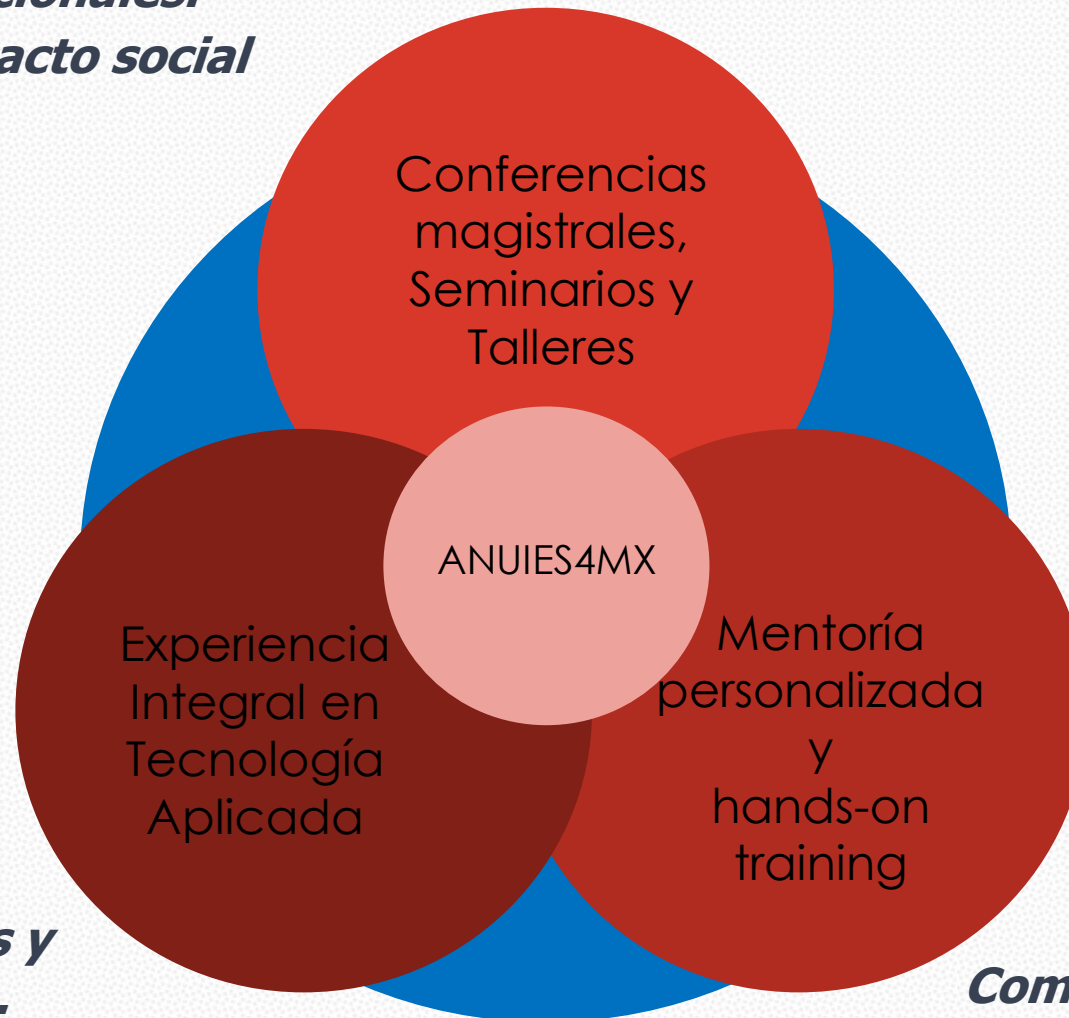 acto social
Conferencias
magistrales,
Seminarios y
Talleres
ANUIES4MX
Experiencia
Integral en
Tecnología
Aplicada
Mentoría
personalizada
y
hands-on
training
s y
Com